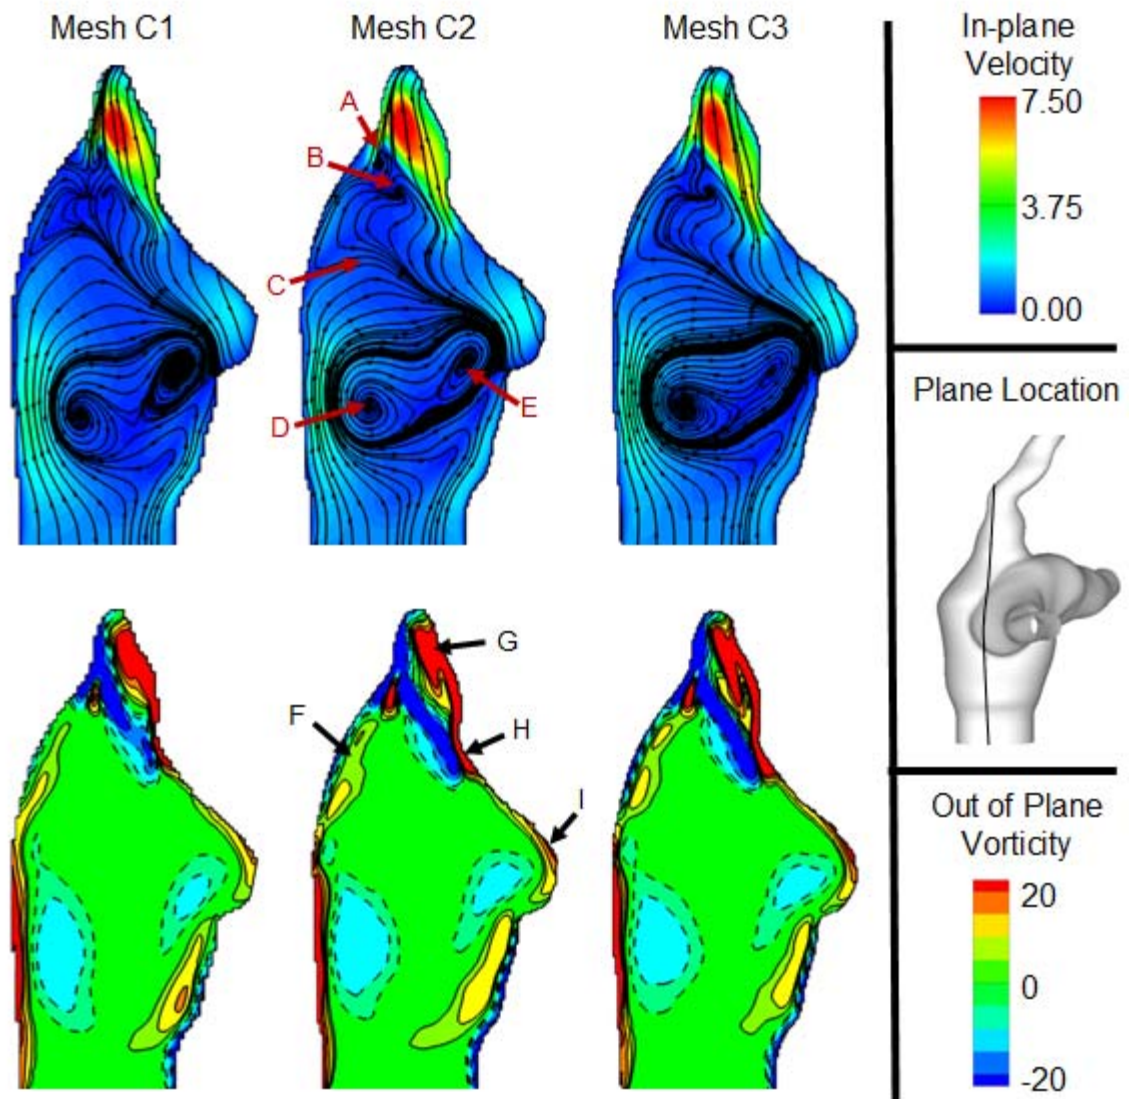 Mesh C1
Mesh C2
Mesh C3
In-plane
Velocity
7.50
3.75
0.00
A
B
C
D
E
Plane Location
F
G
H
I
Out of Plane
Vorticity
20
0
-20